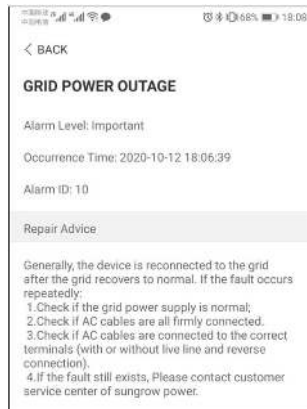 68% 18:08
< BACK
GRID POWER OUTAGE
Alarm Level: Important
Occurrence Time: 2020-10-12 18:06:39
Alarm ID: 10
Repair Advice
Generally, the device is reconnected to the grid
after the grid recovers to normal. If the fault occurs
repeatedly:
1.Check if the grid power supply is normal;
2.Check if AC cables are all firmly connected.
3.Check if AC cables are connected to the correct
terminals (with or without live line and reverse
connection).
4.If the fault still exists, Please contact customer
service center of sungrow power.